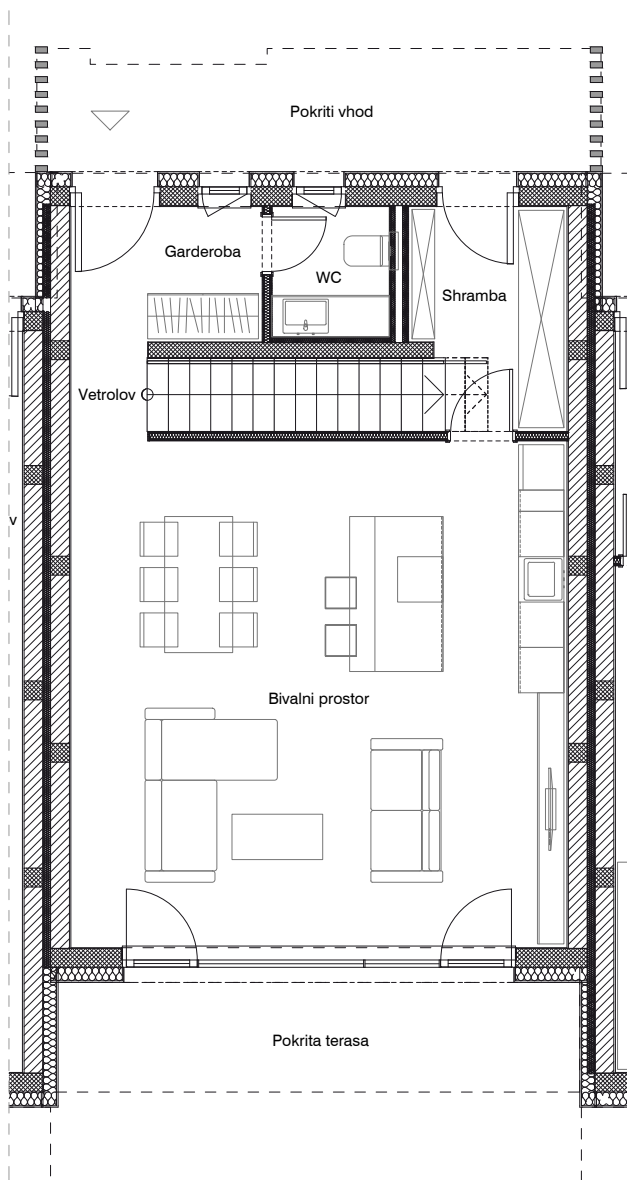 Pokriti vhod
Garderoba
WC
Shramba
Vetrolov
v
Bivalni prostor
Pokrita terasa